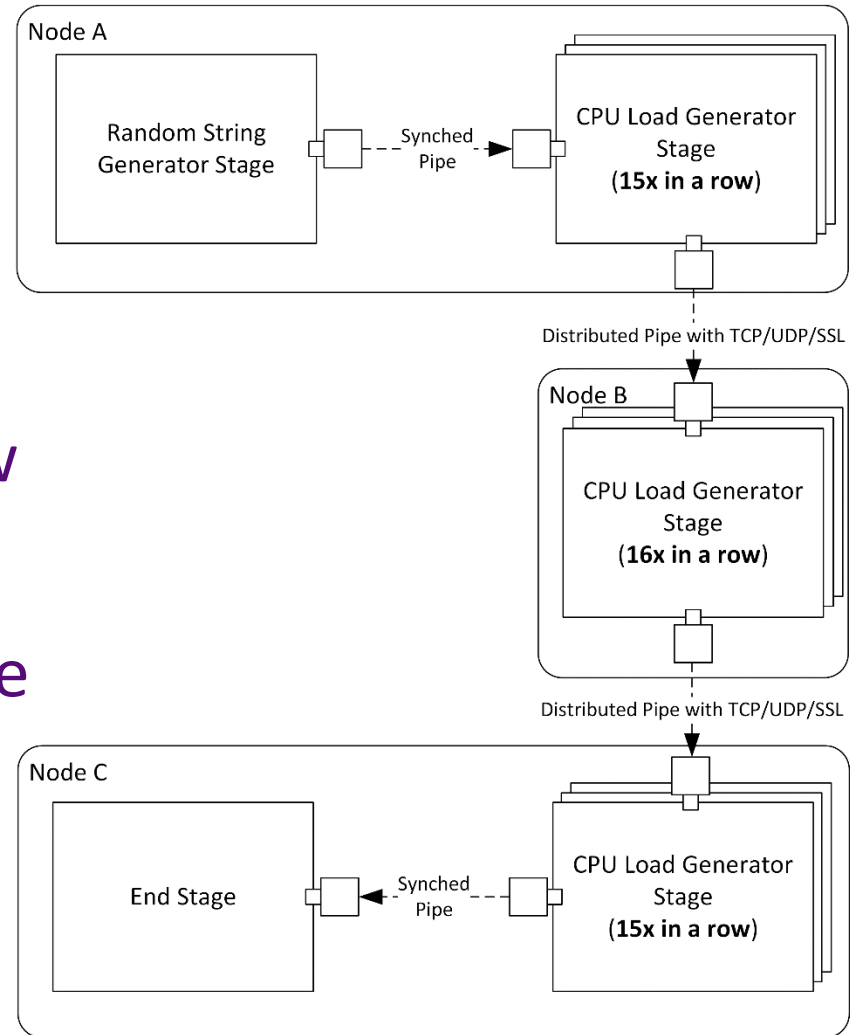 Node A
Random String
Generator Stage
Synched
Pipe
CPU Load Generator
Stage
(15x in a row)
Distributed Pipe with TCP/UDP/SSL
Node B
CPU Load Generator
Stage
(16x in a row)
Distributed Pipe with TCP/UDP/SSL
Node C
End Stage
Synched
Pipe
CPU Load Generator
Stage
(15x in a row)